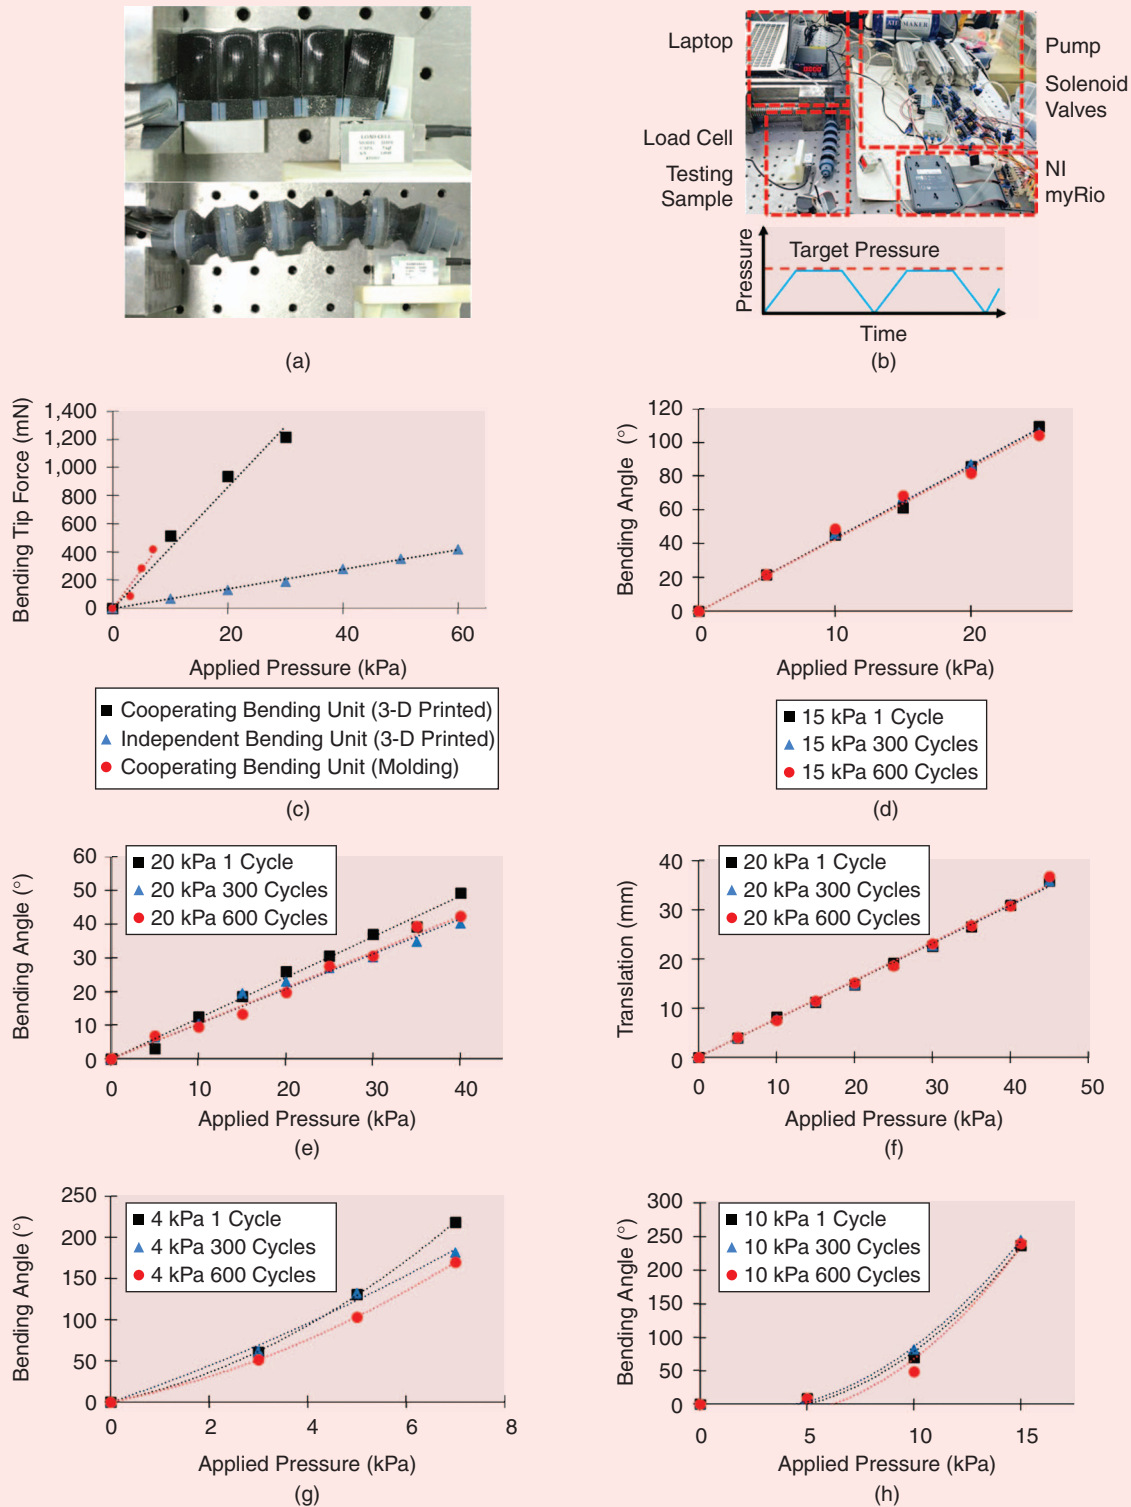 LOAD CELL
(a)
Laptop
Pump
Solenoid
Valves
Load Cell
Testing
Sample
NI
myRio
Pressure
Target Pressure
Time
(b)
Bending Tip Force (mN)
1,400
1,200
1,000
800
600
400
200
0
0 20 40 60
Applied Pressure (kPa)
Cooperating Bending Unit (3-D Printed)
Independent Bending Unit (3-D Printed)
Cooperating Bending Unit (Molding)
(c)
Bending Angle (°)
120
100
80
60
40
20
0
0 10 20
Applied Pressure (kPa)
15 kPa 1 Cycle
15 kPa 300 Cycles
15 kPa 600 Cycles
(d)
Bending Angle (°)
60
50
40
30
20
10
0
20 kPa 1 Cycle
20 kPa 300 Cycles
20 kPa 600 Cycles
0 10 20 30 40
Applied Pressure (kPa)
(e)
Translation (mm)
40
30
20
10
0
20 kPa 1 Cycle
20 kPa 300 Cycles
20 kPa 600 Cycles
0 10 20 30 40 50
Applied Pressure (kPa)
(f)
Bending Angle (°)
250
200
150
100
50
0
4 kPa 1 Cycle
4 kPa 300 Cycles
4 kPa 600 Cycles
0 2 4 6 8
Applied Pressure (kPa)
(g)
Bending Angle (°)
300
250
200
150
100
50
0
10 kPa 1 Cycle
10 kPa 300 Cycles
10 kPa 600 Cycles
0 5 10 15
Applied Pressure (kPa)
(h)